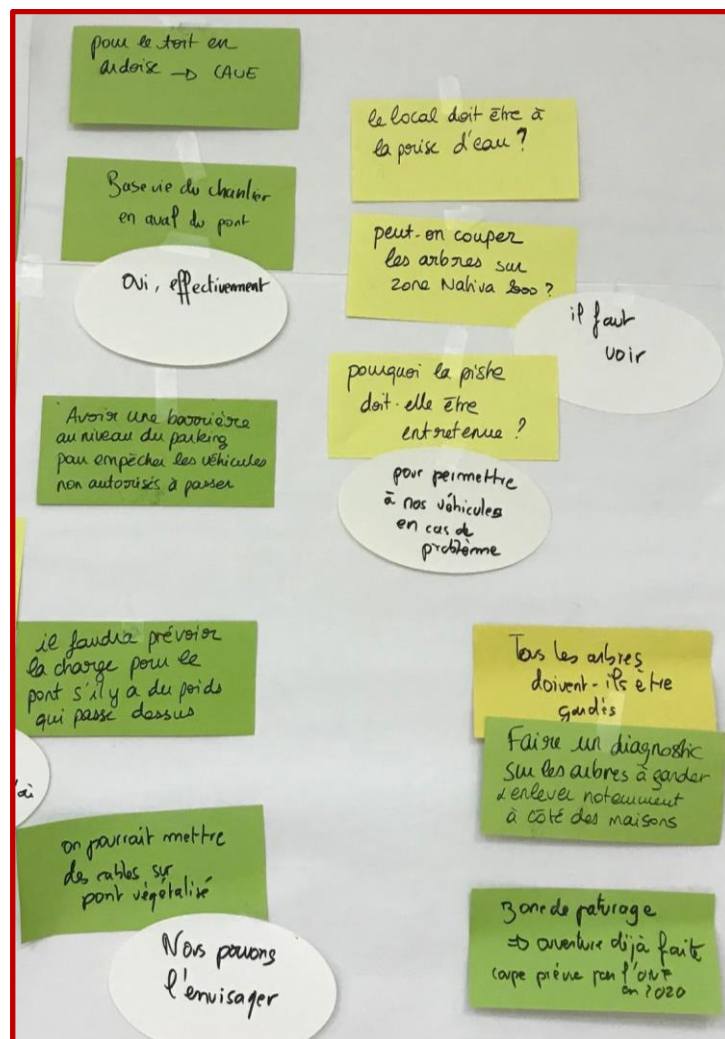 pour le toit en
ardoise → CAUE
Base vie du chantier
en aval du pont
Oui, effectivement
Avoir une barrière
au niveau du parking
pour empêcher les véhicules
non autorisés à passer
il faudra prévoir
la charge pour le
pont s'il y a du poids
qui passe dessus
on pourrait mettre
des cables sur
pont végétalisé
Nous pouvons
l'envisager
le local doit être à
la prise d'eau ?
peut-on couper
les arbres sur
zone Natura 2000 ?
il faut
voir
pourquoi la piste
doit-elle être
entretenue ?
pour permettre
à nos véhicules
en cas de
problème
Tous les arbres
doivent-ils être
gardés
Faire un diagnostic
sur les arbres à garder
à enlever notamment
à côté des maisons
Zone de paturage
⇒ ouverture déjà faite
coupe prévue par l'ONF
en 2020